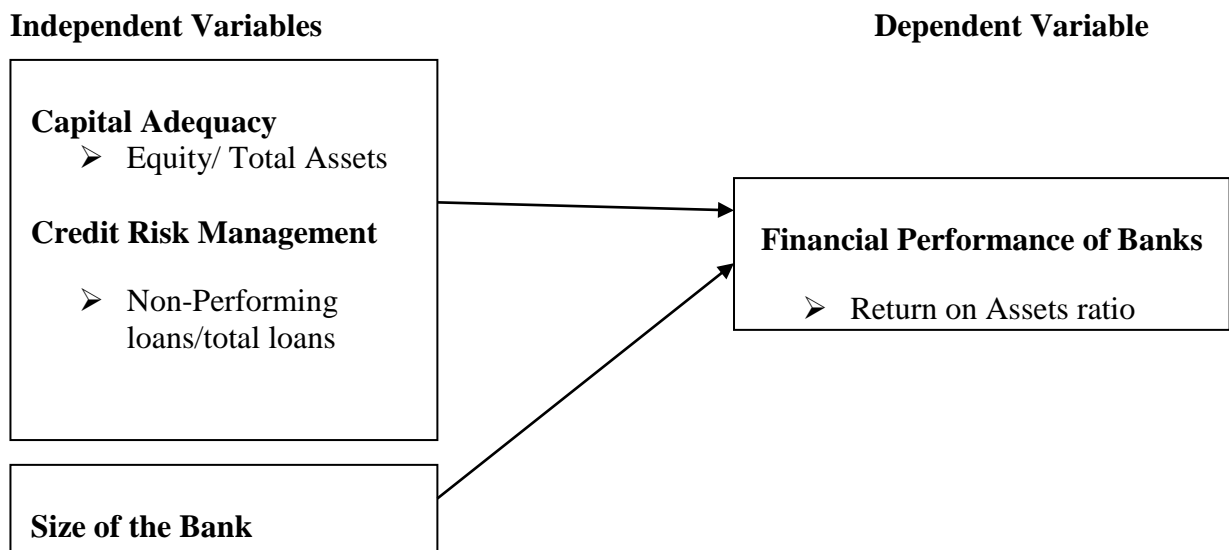 Independent Variables
Dependent Variable
Capital Adequacy
➢ Equity/ Total Assets
Credit Risk Management
➢ Non-Performing
loans/total loans
Financial Performance of Banks
➢ Return on Assets ratio
Size of the Bank